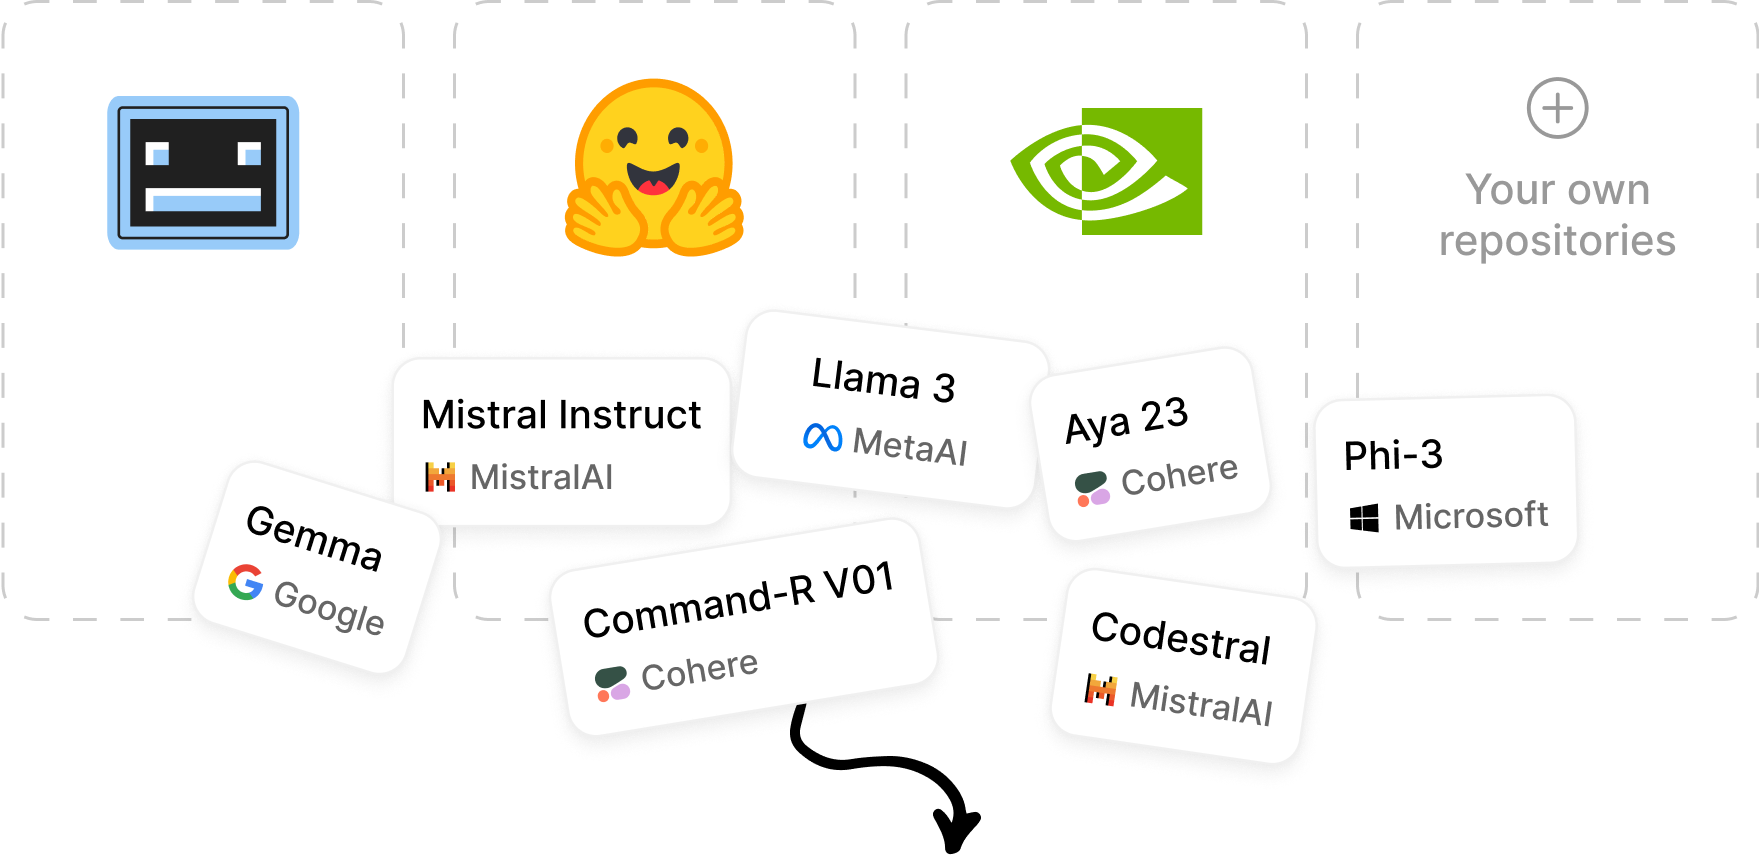 Your own
repositories
Llama 3
MetaAI
Mistral Instruct
MistralAI
Aya 23
Cohere
Phi-3
Microsoft
Gemma
Google
Command-R V01
Cohere
Codestral
MistralAI